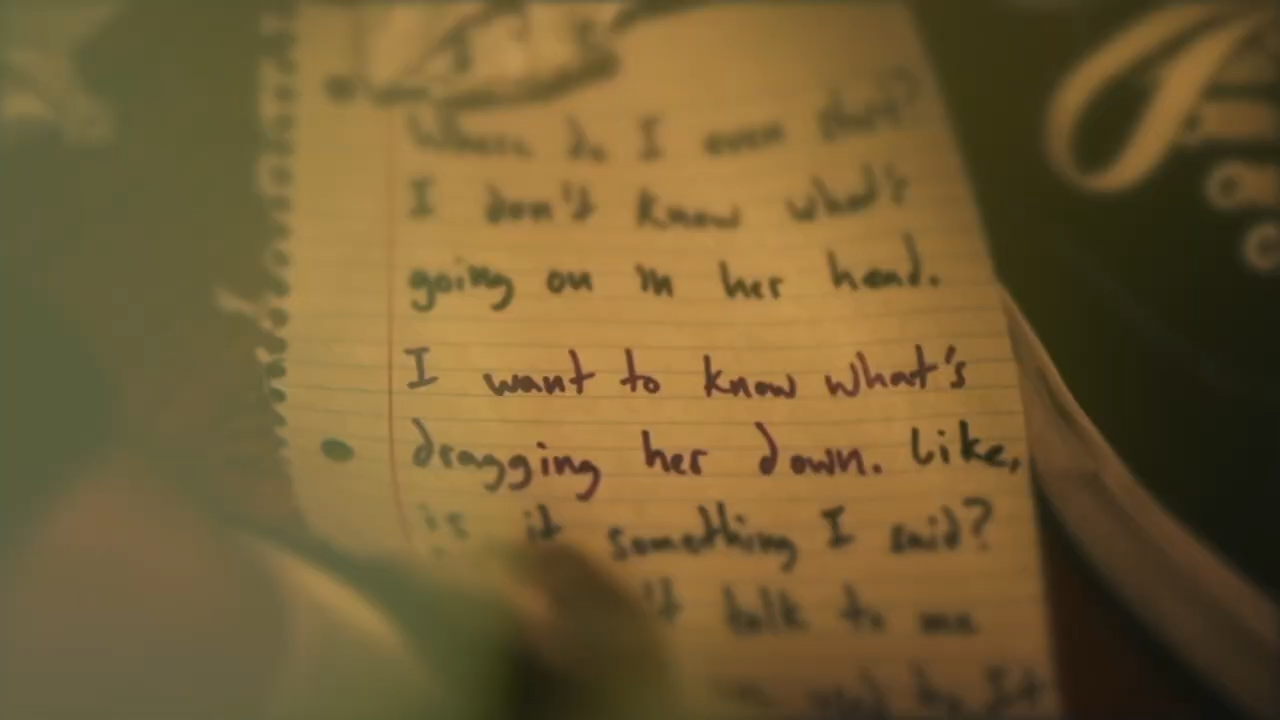 Where do I even start?
I don't know what's
going on in her head.
I want to know what's
dragging her down. Like,
is it something I said?
talk to me